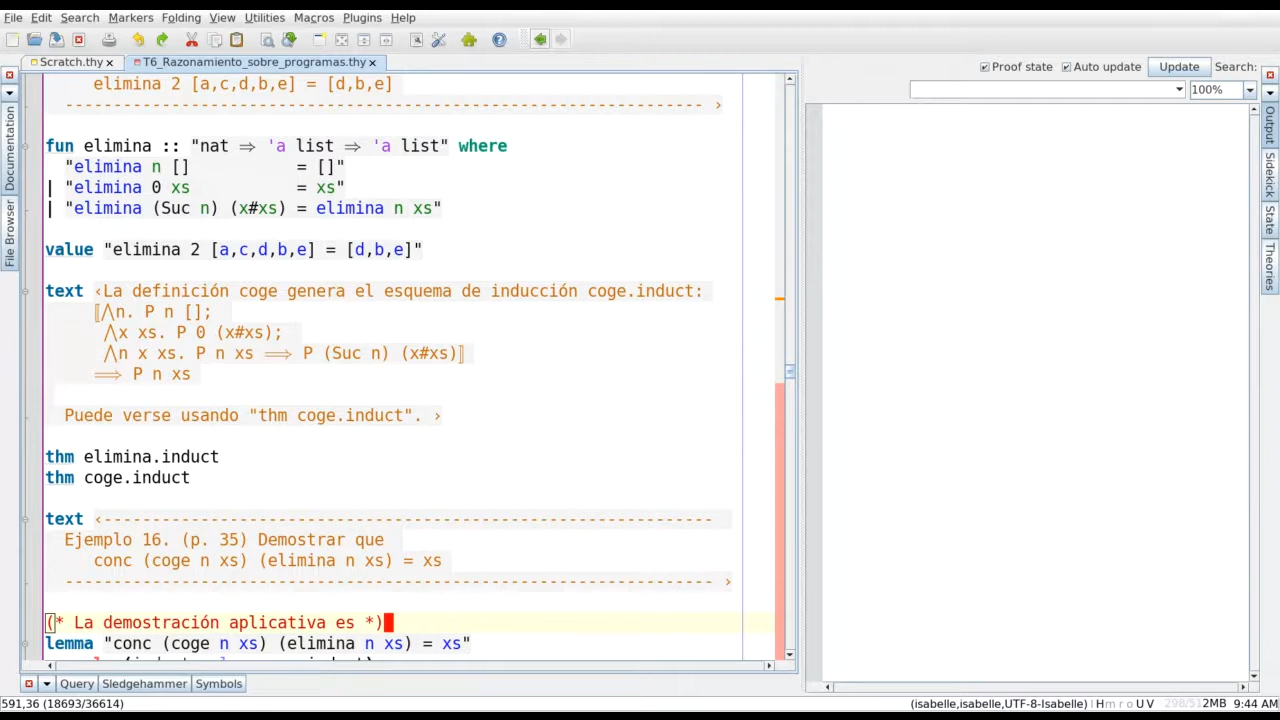 File Edit Search Markers Folding View Utilities Macros Plugins Help
Scratch.thy
T6_Razonamiento_sobre_programas.thy
Proof state Auto update Update Search:
100%
Documentation
File Browser
Output
Sidekick
State
Theories
elimina 2 [a,c,d,b,e] = [d,b,e]
------------------------------------------------------------------ ›
fun elimina :: "nat ⇒ 'a list ⇒ 'a list" where
"elimina n [] = []"
| "elimina 0 xs = xs"
| "elimina (Suc n) (x#xs) = elimina n xs"
value "elimina 2 [a,c,d,b,e] = [d,b,e]"
text ‹La definición coge genera el esquema de inducción coge.induct:
⟦⋀n. P n [];
⋀x xs. P 0 (x#xs);
⋀n x xs. P n xs ⟹ P (Suc n) (x#xs)⟧
⟹ P n xs
Puede verse usando "thm coge.induct". ›
thm elimina.induct
thm coge.induct
text ‹---------------------------------------------------------------
Ejemplo 16. (p. 35) Demostrar que
conc (coge n xs) (elimina n xs) = xs
------------------------------------------------------------------- ›
(* La demostración aplicativa es *)
lemma "conc (coge n xs) (elimina n xs) = xs"
Query Sledgehammer Symbols
591,36 (18693/36614)
(isabelle,isabelle,UTF-8-Isabelle) | H m r o U V
2MB 9:44 AM